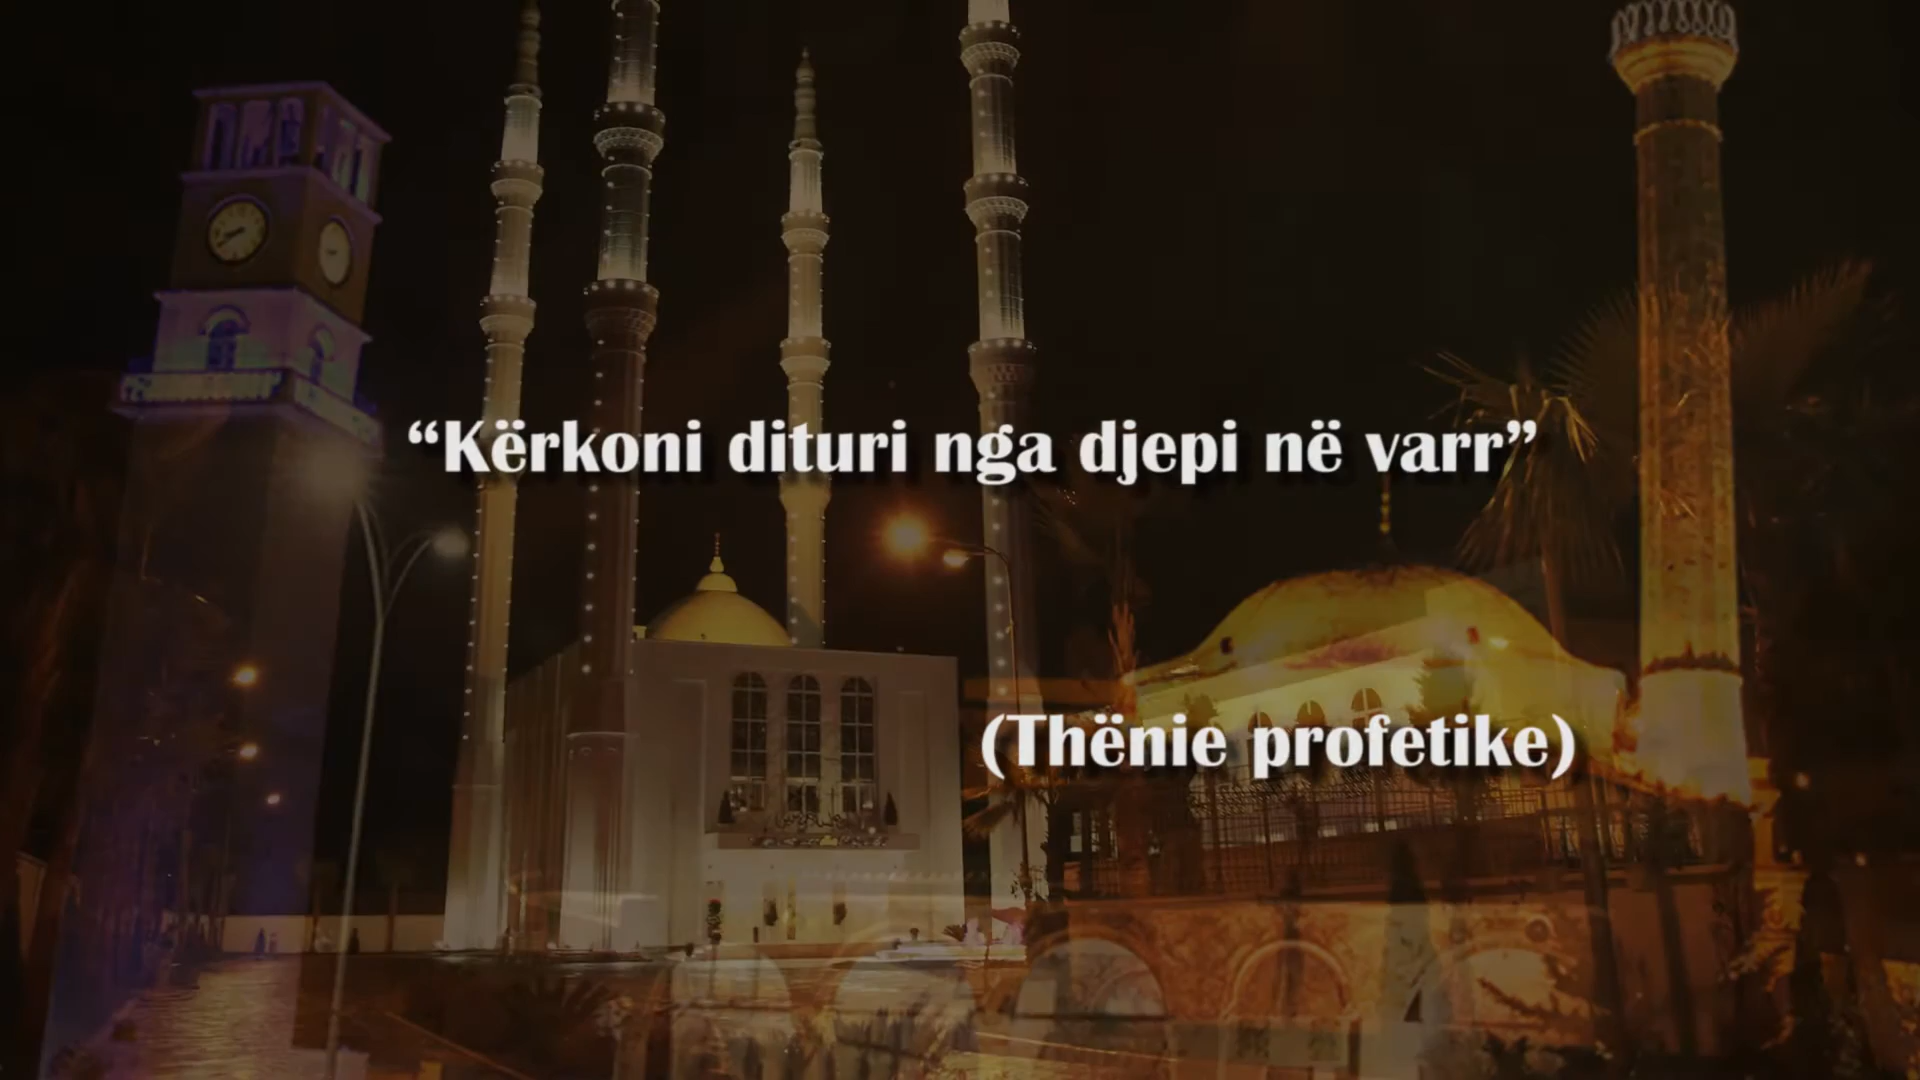 “Kërkoni dituri nga djepi në varr”
(Thënie profetike)